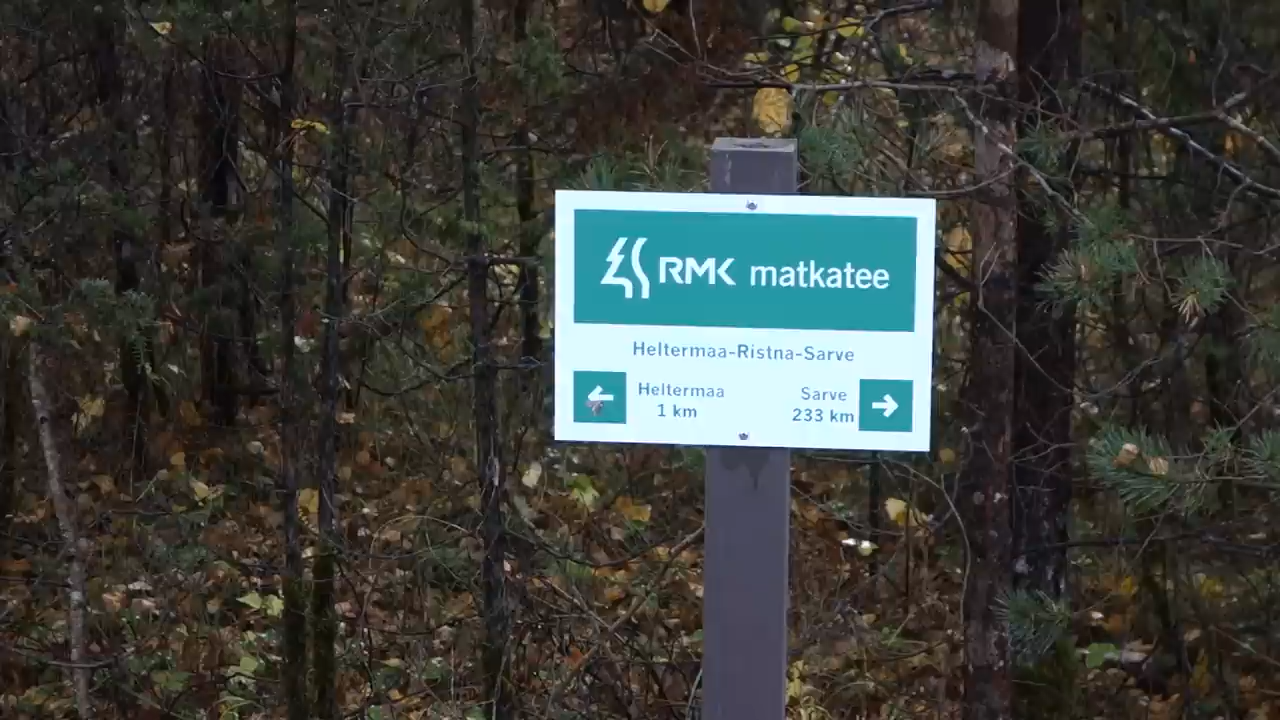 RMK matkatee
Heltermaa-Ristna-Sarve
Heltermaa
1 km
Sarve
233 km